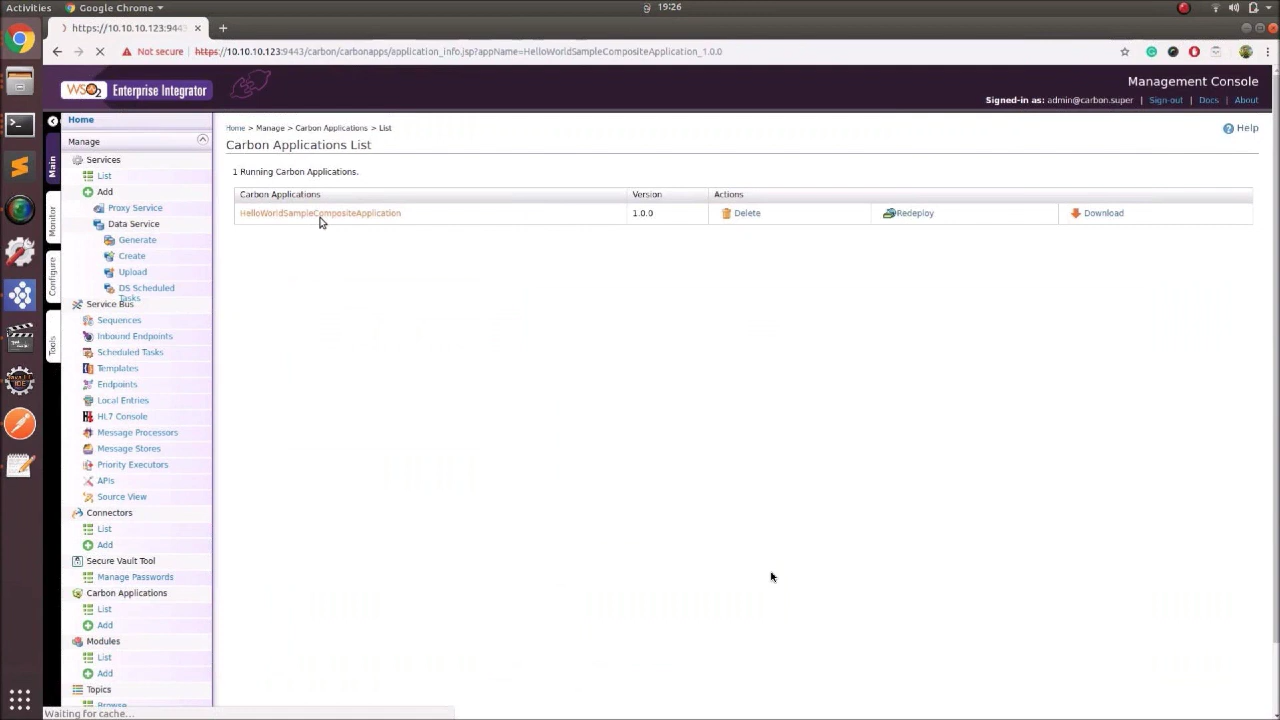 Activities
Google Chrome
19:26
https://10.10.10.123:9443
Not secure
https://10.10.10.123:9443/carbon/carbonapps/application_info.jsp?appName=HelloWorldSampleCompositeApplication_1.0.0
WSO2 Enterprise Integrator
Management Console
Signed-in as: admin@carbon.super | Sign-out | Docs | About
Main
Monitor
Configure
Tools
Home
Manage
Services
List
Add
Proxy Service
Data Service
Generate
Create
Upload
DS Scheduled
Tasks
Service Bus
Sequences
Inbound Endpoints
Scheduled Tasks
Templates
Endpoints
Local Entries
HL7 Console
Message Processors
Message Stores
Priority Executors
APIs
Source View
Connectors
List
Add
Secure Vault Tool
Manage Passwords
Carbon Applications
List
Add
Modules
List
Add
Topics
Browse
Home > Manage > Carbon Applications > List
Help
Carbon Applications List
1 Running Carbon Applications.
Carbon Applications Version Actions
HelloWorldSampleCompositeApplication 1.0.0 Delete Redeploy Download
Waiting for cache...